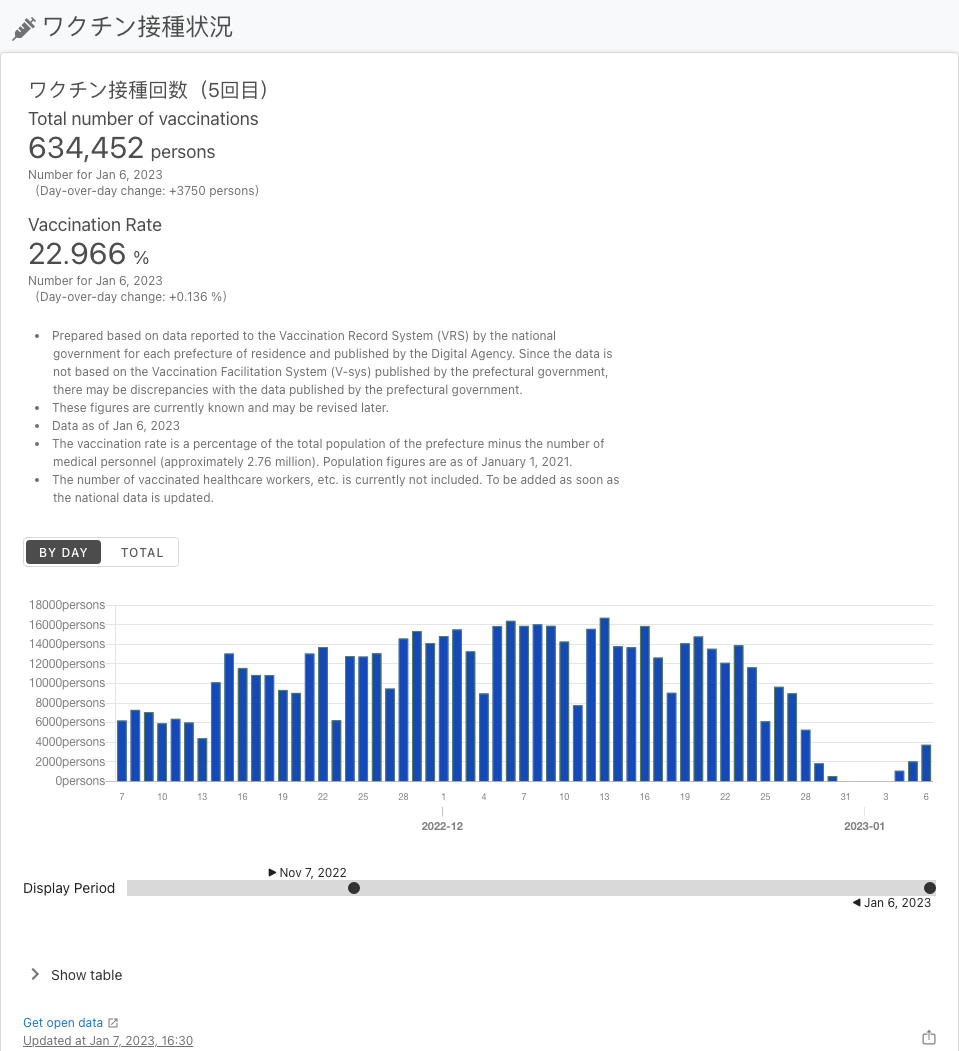 ワクチン接種状況
ワクチン接種回数（5回目）
Total number of vaccinations
634,452 persons
Number for Jan 6, 2023
（Day-over-day change: +3750 persons）
Vaccination Rate
22.966 %
Number for Jan 6, 2023
（Day-over-day change: +0.136 %）
• Prepared based on data reported to the Vaccination Record System (VRS) by the national
government for each prefecture of residence and published by the Digital Agency. Since the data is
not based on the Vaccination Facilitation System (V-sys) published by the prefectural government,
there may be discrepancies with the data published by the prefectural government.
• These figures are currently known and may be revised later.
• Data as of Jan 6, 2023
• The vaccination rate is a percentage of the total population of the prefecture minus the number of
medical personnel (approximately 2.76 million). Population figures are as of January 1, 2021.
• The number of vaccinated healthcare workers, etc. is currently not included. To be added as soon as
the national data is updated.
BY DAY TOTAL
18000persons
16000persons
14000persons
12000persons
10000persons
8000persons
6000persons
4000persons
2000persons
0persons
7 10 13 16 19 22 25 28 1 4 7 10 13 16 19 22 25 28 31 3 6
2022-12 2023-01
Nov 7, 2022
Display Period
Jan 6, 2023
Show table
Get open data
Updated at Jan 7, 2023, 16:30